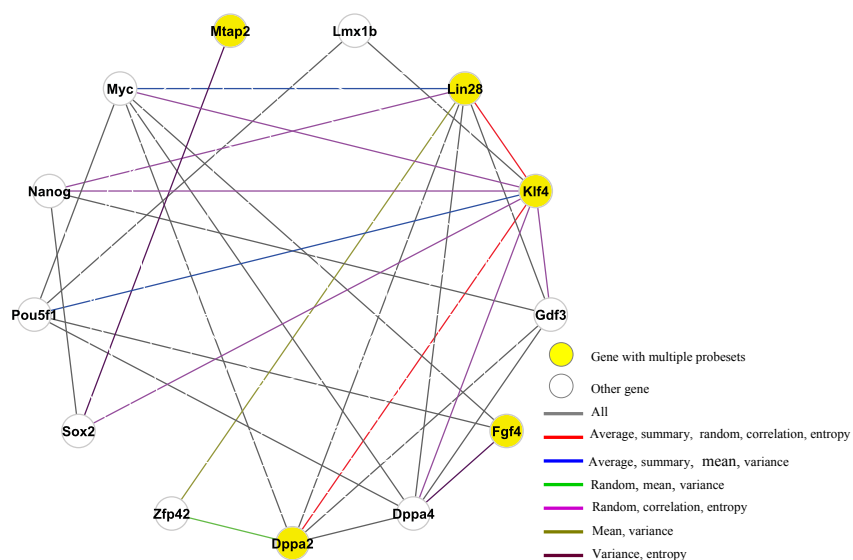 Mtap2
Lmx1b
Myc
Lin28
Nanog
Klf4
Pou5f1
Gdf3
Gene with multiple probesets
Other gene
All
Sox2
Fgf4
Average, summary, random, correlation, entropy
Average, summary, mean, variance
Random, mean, variance
Zfp42
Dppa4
Random, correlation, entropy
Mean, variance
Dppa2
Variance, entropy